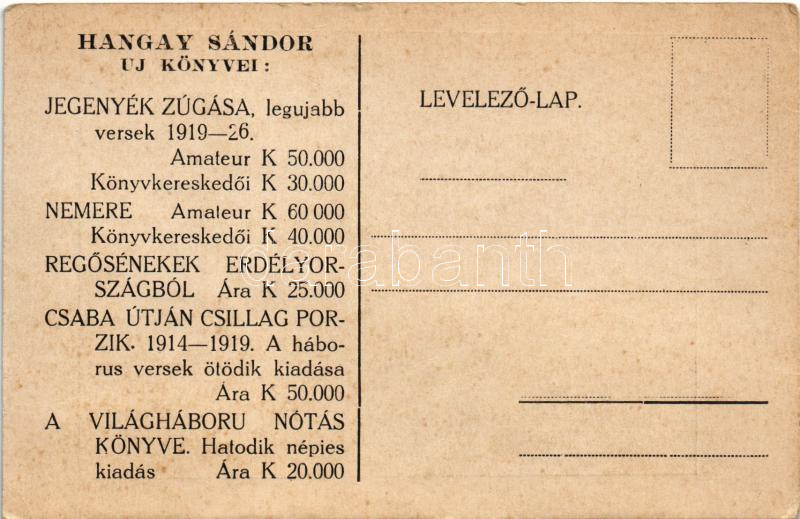 HANGAY SÁNDOR
UJ KÖNYVEI:
JEGENYÉK ZÚGÁSA, legujabb
versek 1919—26.
Amateur K 50.000
Könyvkereskedői K 30.000
NEMERE Amateur K 60 000
Könyvkereskedői K 40.000
REGŐSÉNEKEK ERDÉLYOR-
SZÁGBÓL Ára K 25.000
CSABA ÚTJÁN CSILLAG POR-
ZIK. 1914—1919. A hábo-
rus versek ötödik kiadása
Ára K 50.000
A VILÁGHÁBORU NÓTÁS
KÖNYVE. Hatodik népies
kiadás Ára K 20.000
LEVELEZŐ-LAP.
darabanth